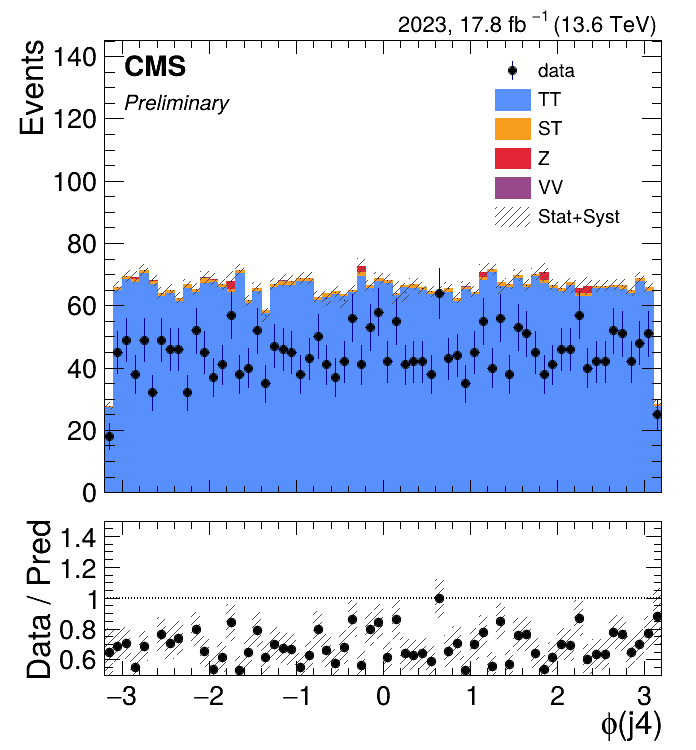 2023, 17.8 fb⁻¹ (13.6 TeV)
Events
140
120
100
80
60
40
20
0
CMS
Preliminary
data
TT
ST
Z
VV
Stat+Syst
Data / Pred
1.4
1.2
1
0.8
0.6
−3 −2 −1 0 1 2 3
ϕ(j4)